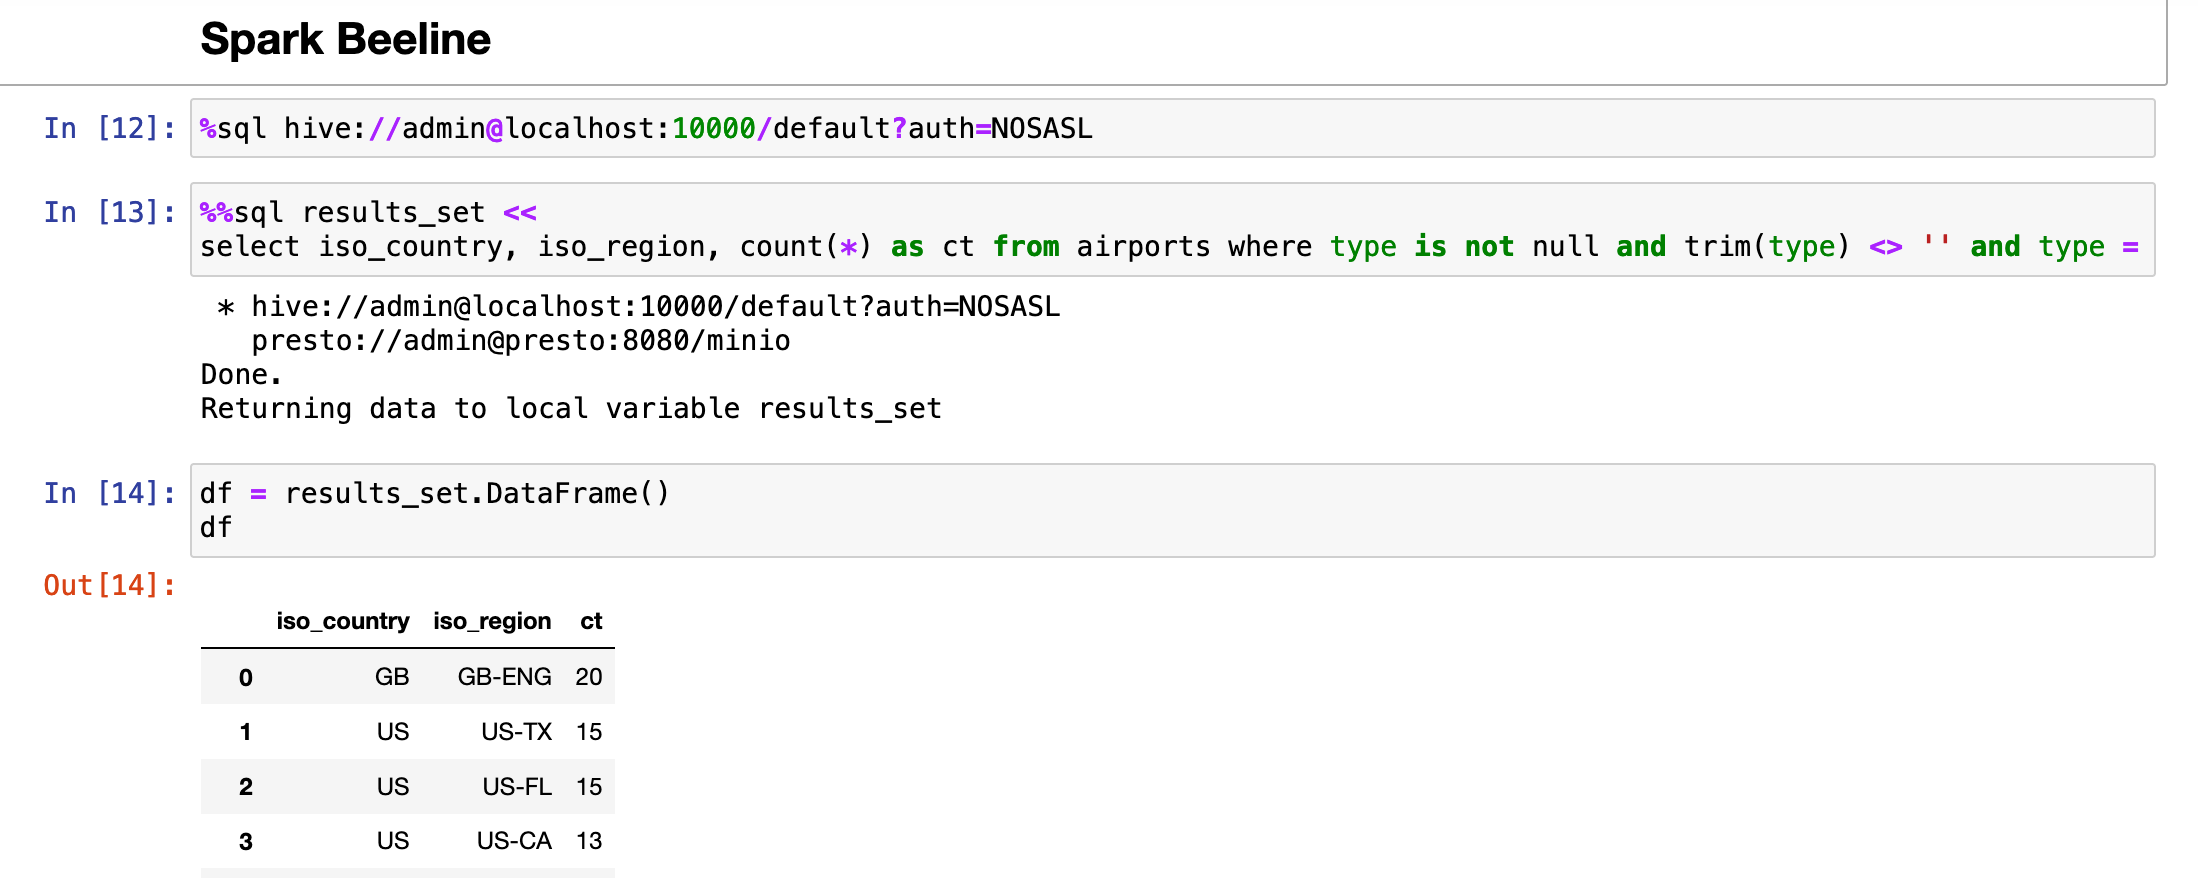 Spark Beeline
In [12]: %sql hive://admin@localhost:10000/default?auth=NOSASL
In [13]: %%sql results_set <<
select iso_country, iso_region, count(*) as ct from airports where type is not null and trim(type) <> '' and type =
* hive://admin@localhost:10000/default?auth=NOSASL
presto://admin@presto:8080/minio
Done.
Returning data to local variable results_set
In [14]: df = results_set.DataFrame()
df
Out[14]:
iso_country iso_region ct
0 GB GB-ENG 20
1 US US-TX 15
2 US US-FL 15
3 US US-CA 13